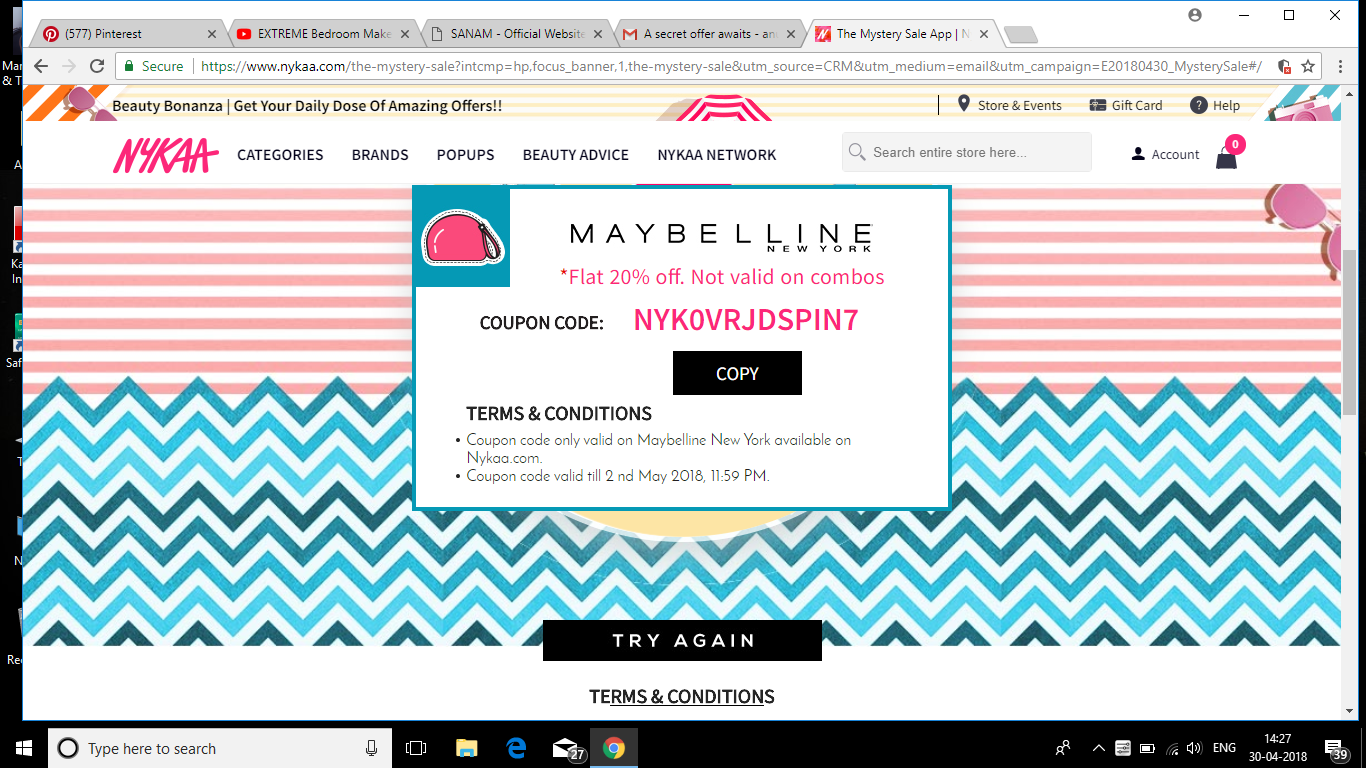 (577) Pinterest
EXTREME Bedroom Make
SANAM - Official Website
A secret offer awaits - an
The Mystery Sale App | N
Secure
https://www.nykaa.com/the-mystery-sale?intcmp=hp,focus_banner,1,the-mystery-sale&utm_source=CRM&utm_medium=email&utm_campaign=E20180430_MysterySale#/
Beauty Bonanza | Get Your Daily Dose Of Amazing Offers!!
Store & Events
Gift Card
Help
NYKAA
CATEGORIES
BRANDS
POPUPS
BEAUTY ADVICE
NYKAA NETWORK
Search entire store here...
Account
0
MAYBELLINE
NEW YORK
*Flat 20% off. Not valid on combos
COUPON CODE: NYK0VRJDSPIN7
COPY
TERMS & CONDITIONS
• Coupon code only valid on Maybelline New York available on
Nykaa.com.
• Coupon code valid till 2 nd May 2018, 11:59 PM.
TRY AGAIN
TERMS & CONDITIONS
Type here to search
27
ENG
14:27
30-04-2018
39